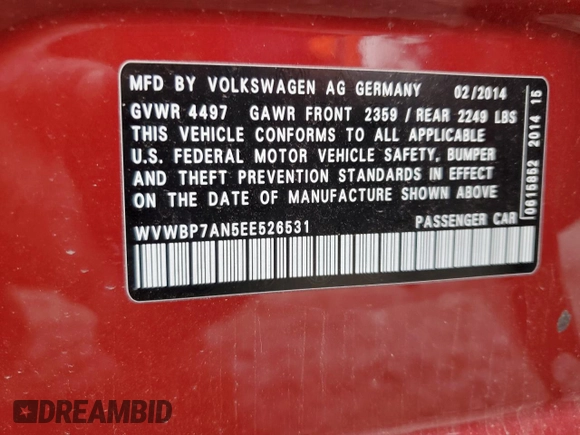 MFD BY VOLKSWAGEN AG GERMANY 02/2014
GVWR 4497 GAWR FRONT 2359 / REAR 2249 LBS
THIS VEHICLE CONFORMS TO ALL APPLICABLE
U.S. FEDERAL MOTOR VEHICLE SAFETY, BUMPER
AND THEFT PREVENTION STANDARDS IN EFFECT
ON THE DATE OF MANUFACTURE SHOWN ABOVE
WVWBP7AN5EE526531 PASSENGER CAR
0615852 2014 15
DREAMBID